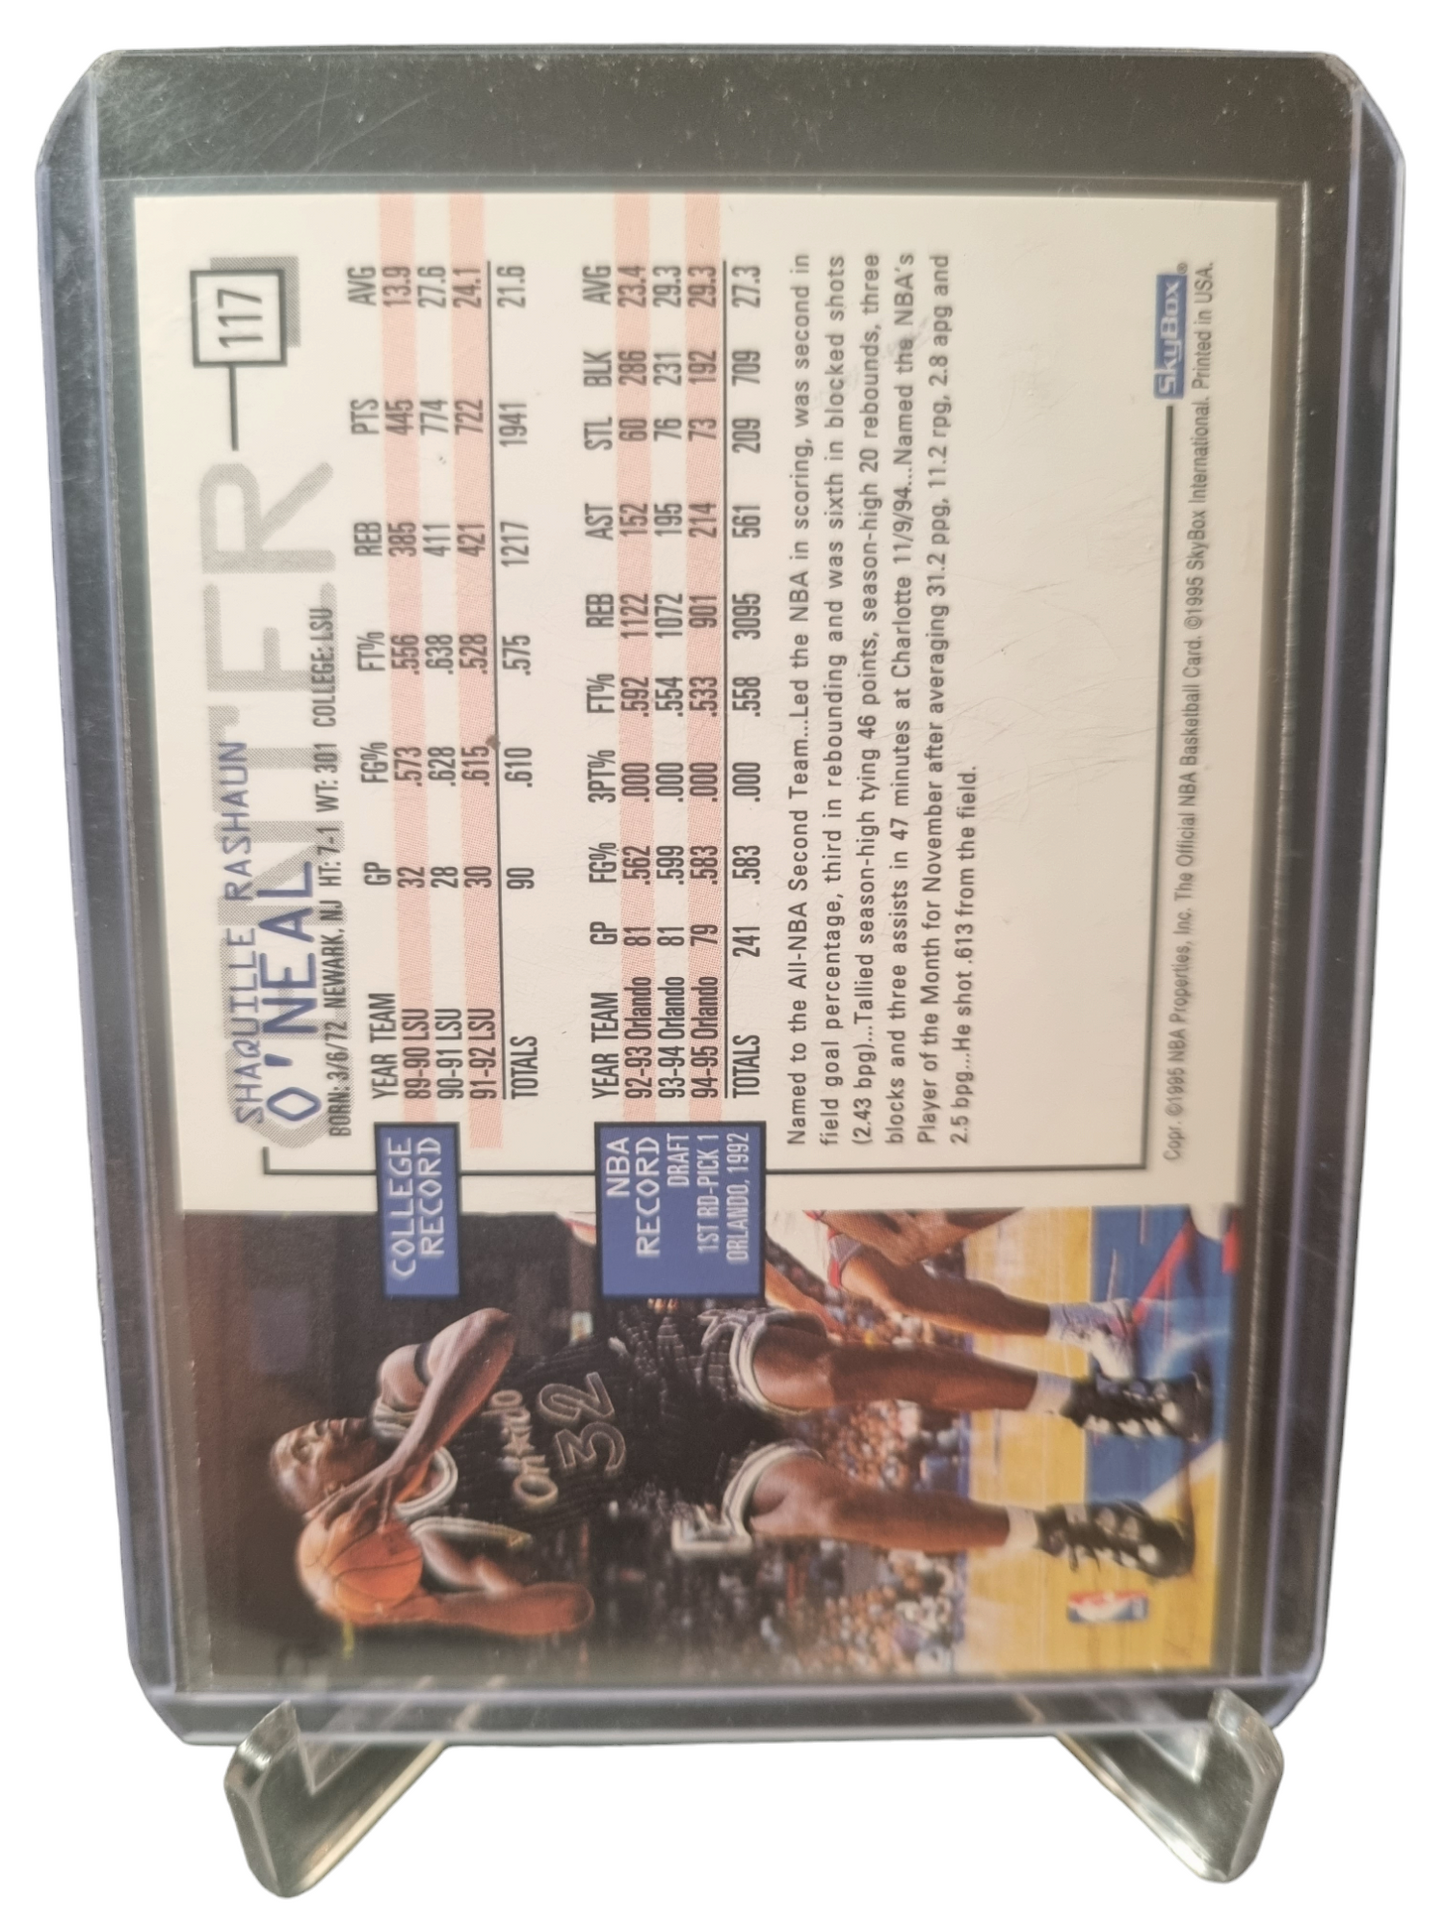 117
CENTER
SHAQUILLE RASHAUN
O'NEAL
BORN: 3/6/72 NEWARK, NJ HT: 7-1 WT: 301 COLLEGE: LSU
COLLEGE
RECORD
YEAR TEAM GP FG% FT% REB PTS AVG
89-90 LSU 32 .573 .556 385 445 13.9
90-91 LSU 28 .628 .638 411 774 27.6
91-92 LSU 30 .615 .528 421 722 24.1
TOTALS 90 .610 .575 1217 1941 21.6
NBA
RECORD
DRAFT
1ST RD-PICK 1
ORLANDO, 1992
YEAR TEAM GP FG% 3PT% FT% REB AST STL BLK AVG
92-93 Orlando 81 .562 .000 .592 1122 152 60 286 23.4
93-94 Orlando 81 .599 .000 .554 1072 195 76 231 29.3
94-95 Orlando 79 .583 .000 .533 901 214 73 192 29.3
TOTALS 241 .583 .000 .558 3095 561 209 709 27.3
Named to the All-NBA Second Team...Led the NBA in scoring, was second in
field goal percentage, third in rebounding and was sixth in blocked shots
(2.43 bpg)...Tallied season-high tying 46 points, season-high 20 rebounds, three
blocks and three assists in 47 minutes at Charlotte 11/9/94...Named the NBA's
Player of the Month for November after averaging 31.2 ppg, 11.2 rpg, 2.8 apg and
2.5 bpg...He shot .613 from the field.
SkyBox®
Copr. ©1995 NBA Properties, Inc. The Official NBA Basketball Card. ©1995 SkyBox International. Printed in USA.
Orlando
32